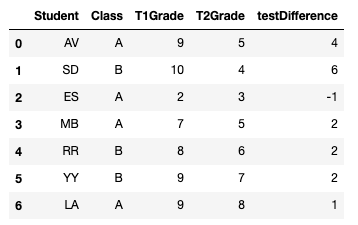 Student Class T1Grade T2Grade testDifference
0 AV A 9 5 4
1 SD B 10 4 6
2 ES A 2 3 -1
3 MB A 7 5 2
4 RR B 8 6 2
5 YY B 9 7 2
6 LA A 9 8 1